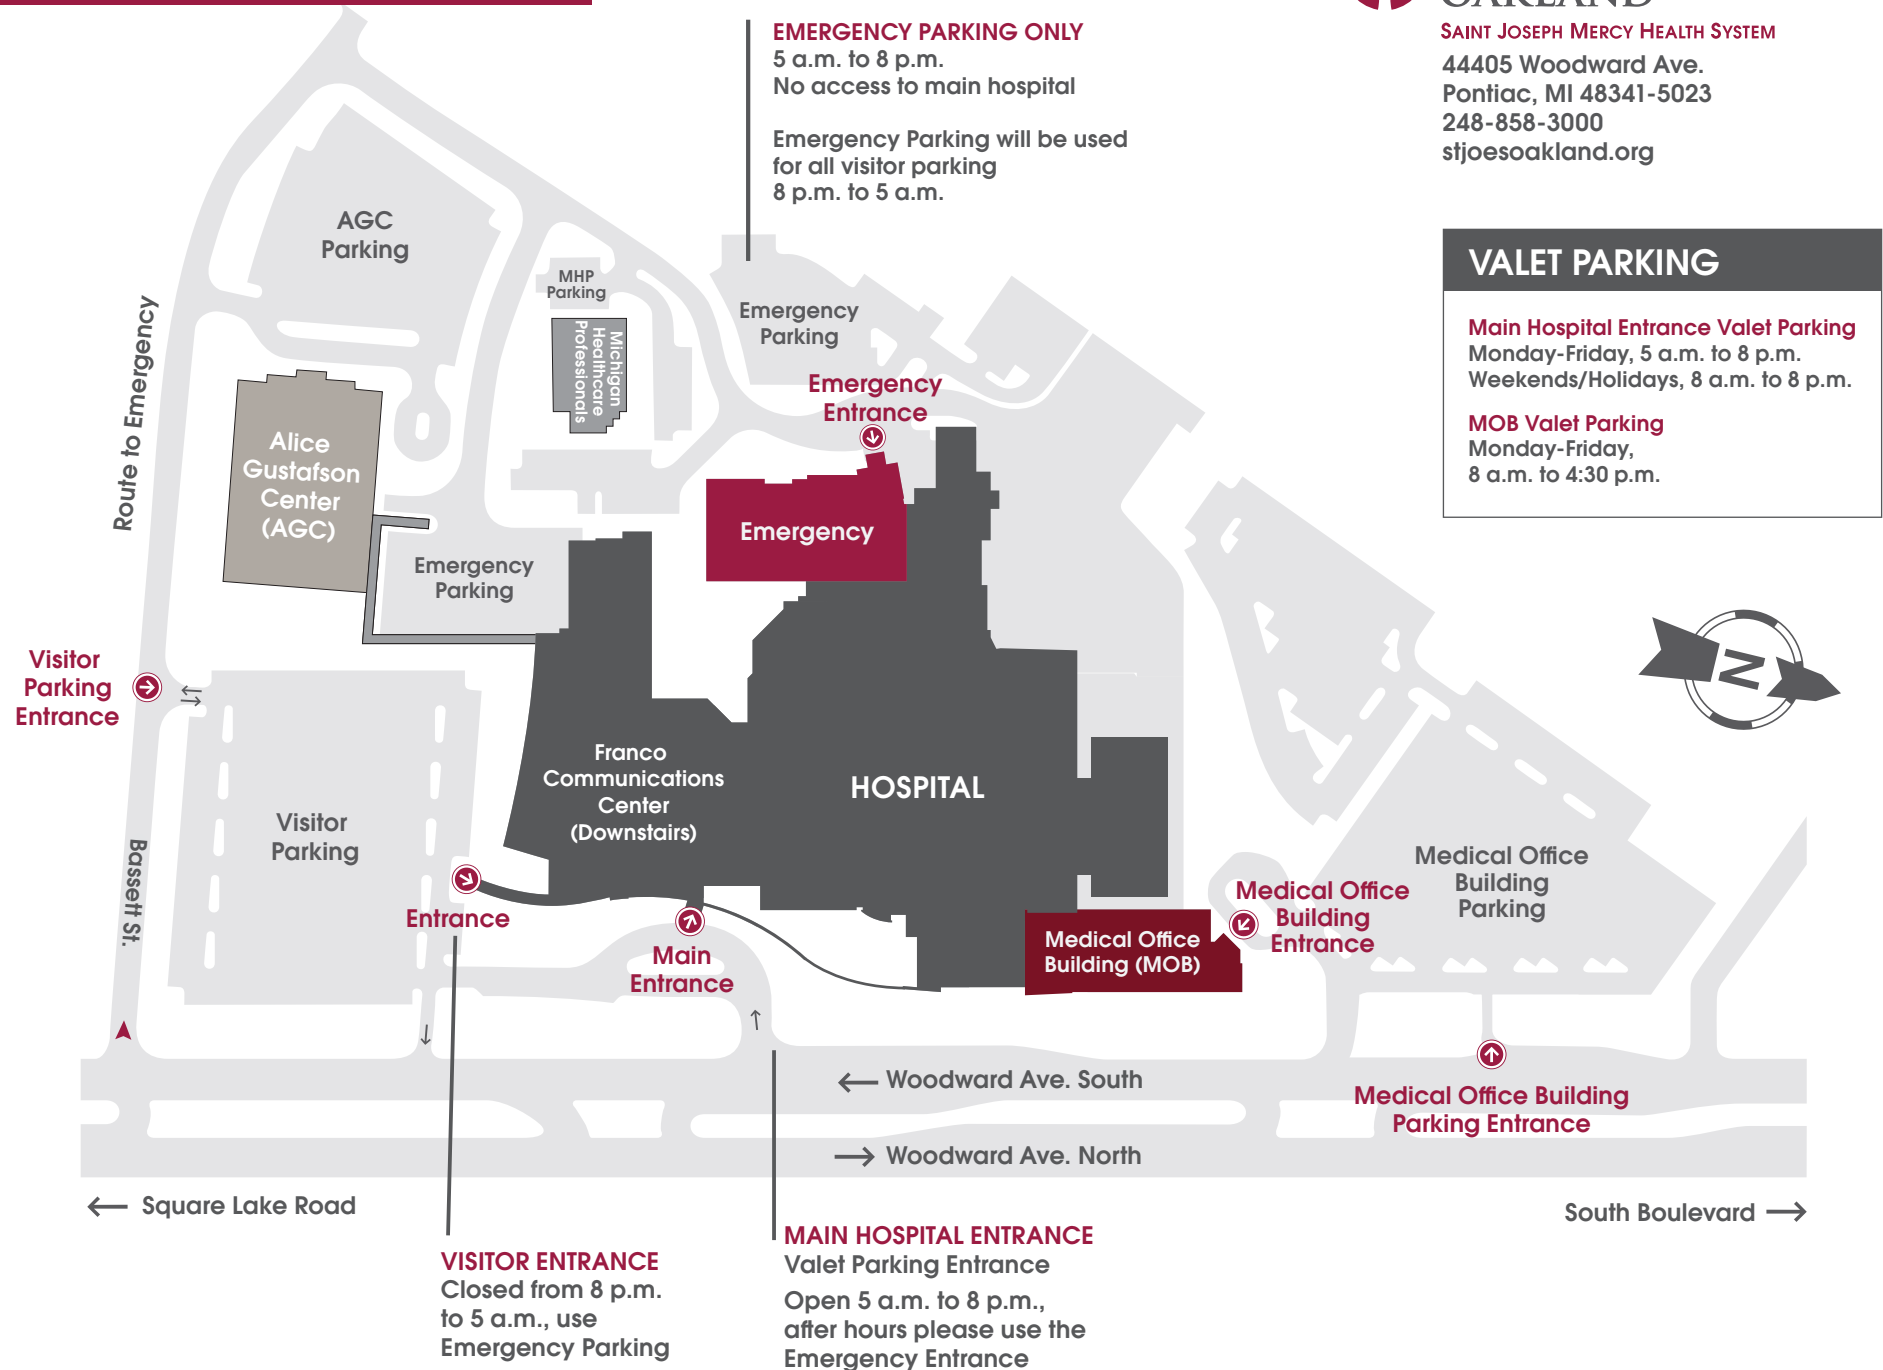 EMERGENCY PARKING ONLY
5 a.m. to 8 p.m.
No access to main hospital
Emergency Parking will be used
for all visitor parking
8 p.m. to 5 a.m.
OAKLAND
SAINT JOSEPH MERCY HEALTH SYSTEM
44405 Woodward Ave.
Pontiac, MI 48341-5023
248-858-3000
stjoesoakland.org
VALET PARKING
Main Hospital Entrance Valet Parking
Monday-Friday, 5 a.m. to 8 p.m.
Weekends/Holidays, 8 a.m. to 8 p.m.
MOB Valet Parking
Monday-Friday,
8 a.m. to 4:30 p.m.
AGC
Parking
MHP
Parking
Michigan
Healthcare
Professionals
Emergency
Parking
Emergency
Entrance
Route to Emergency
Alice
Gustafson
Center
(AGC)
Emergency
Emergency
Parking
N
Visitor
Parking
Entrance
Franco
Communications
Center
(Downstairs)
HOSPITAL
Visitor
Parking
Bassett St.
Entrance
Main
Entrance
Medical Office
Building (MOB)
Medical Office
Building
Entrance
Medical Office
Building
Parking
← Woodward Ave. South
Medical Office Building
Parking Entrance
→ Woodward Ave. North
← Square Lake Road
South Boulevard →
VISITOR ENTRANCE
Closed from 8 p.m.
to 5 a.m., use
Emergency Parking
MAIN HOSPITAL ENTRANCE
Valet Parking Entrance
Open 5 a.m. to 8 p.m.,
after hours please use the
Emergency Entrance